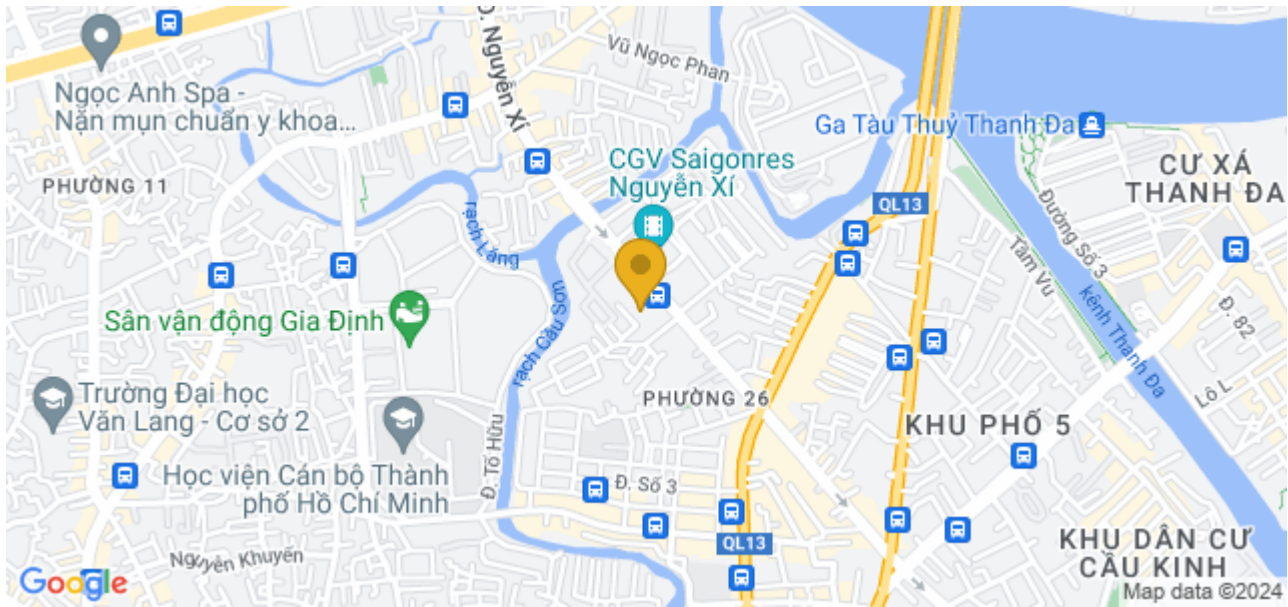 Đ. Nguyễn Xí
Vũ Ngọc Phan
Ngọc Anh Spa -
Nặn mụn chuẩn y khoa...
Ga Tàu Thuỷ Thanh Đa
CGV Saigonres
Nguyễn Xí
CƯ XÁ
THANH ĐA
PHƯỜNG 11
QL13
rạch Lăng
Đường Số 3
Tầm Vu
kênh Thanh Đa
Đ. 82
Sân vận động Gia Định
rạch Cầu Sơn
Trường Đại học
Văn Lang - Cơ sở 2
PHƯỜNG 26
Lô L
KHU PHỐ 5
Học viện Cán bộ Thành
phố Hồ Chí Minh
Đ. Tố Hữu
Đ. Số 3
QL13
KHU DÂN CƯ
CẦU KINH
Nguyễn Khuyến
Google
Map data ©2024